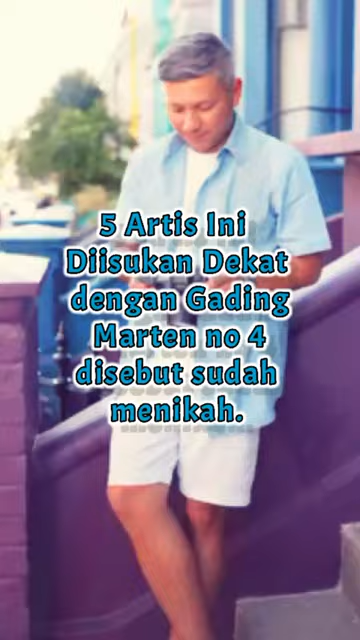 5 Artis Ini
Diisukan Dekat
dengan Gading
Marten no 4
disebut sudah
menikah.